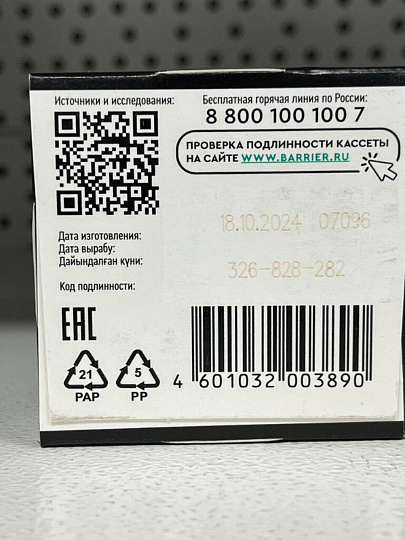 Источники и исследования:
Бесплатная горячая линия по России:
8 800 100 100 7
ПРОВЕРКА ПОДЛИННОСТИ КАССЕТЫ
НА САЙТЕ WWW.BARRIER.RU
18.10.2024 07096
Дата изготовления:
Дата вырабу:
Дайындалған күні:
326-828-282
Код подлинности:
EAC
21
PAP
5
PP
4 601032 003890